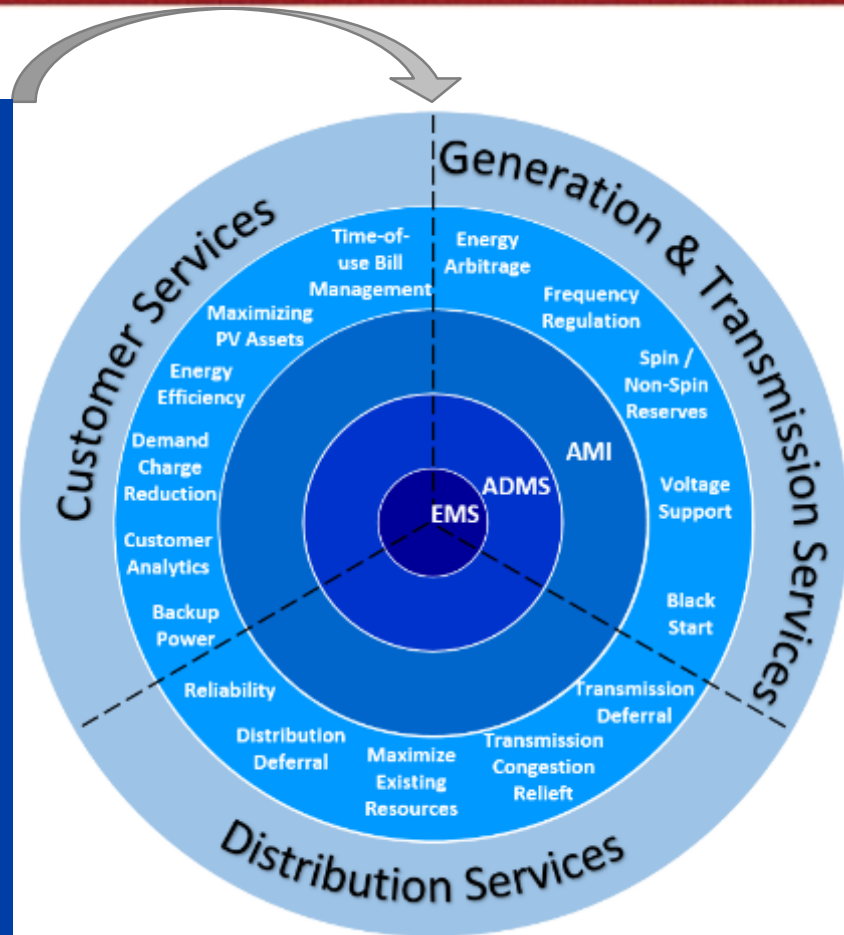 Generation & Transmission Services
Customer Services
Distribution Services
Time-of-
use Bill
Management
Maximizing
PV Assets
Energy
Efficiency
Demand
Charge
Reduction
Customer
Analytics
Backup
Power
Energy
Arbitrage
Frequency
Regulation
Spin /
Non-Spin
Reserves
Voltage
Support
Black
Start
Transmission
Deferral
Transmission
Congestion
Relieft
Maximize
Existing
Resources
Distribution
Deferral
Reliability
AMI
ADMS
EMS